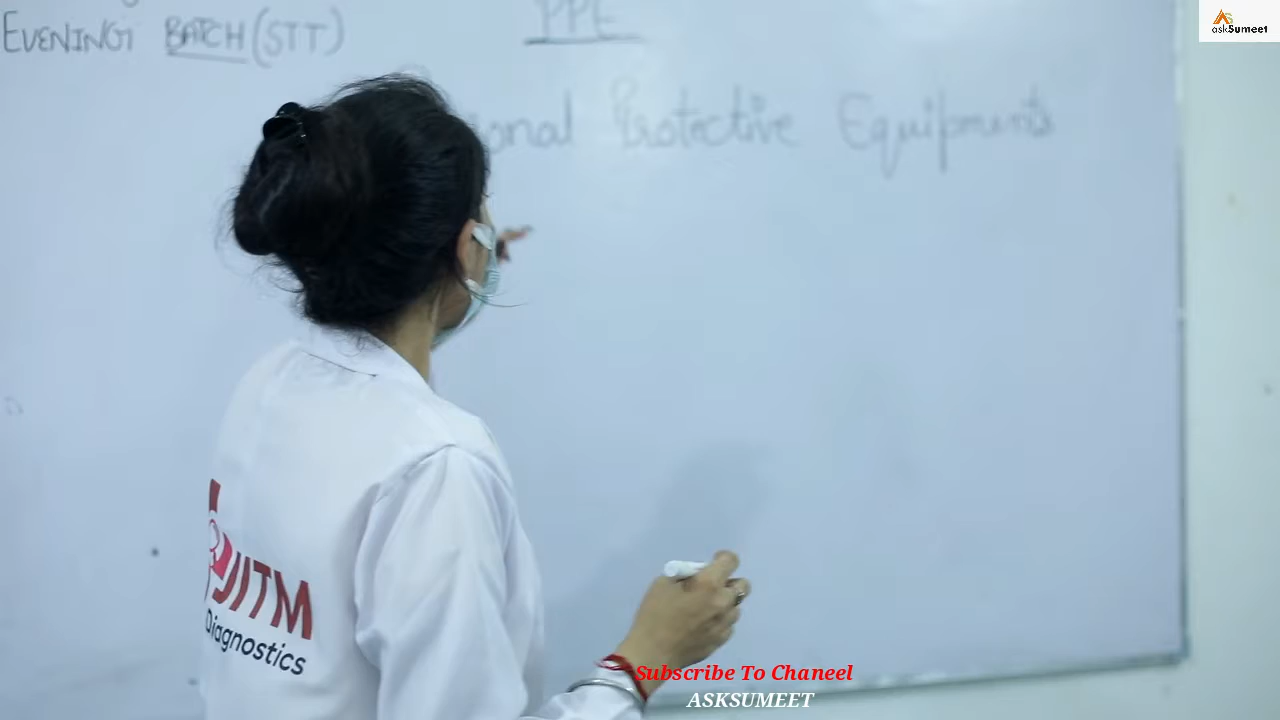 EVENING BATCH (STT)
PPE
onal Protective Equipments
askSumeet
JITM
Diagnostics
Subscribe To Chaneel
ASKSUMEET